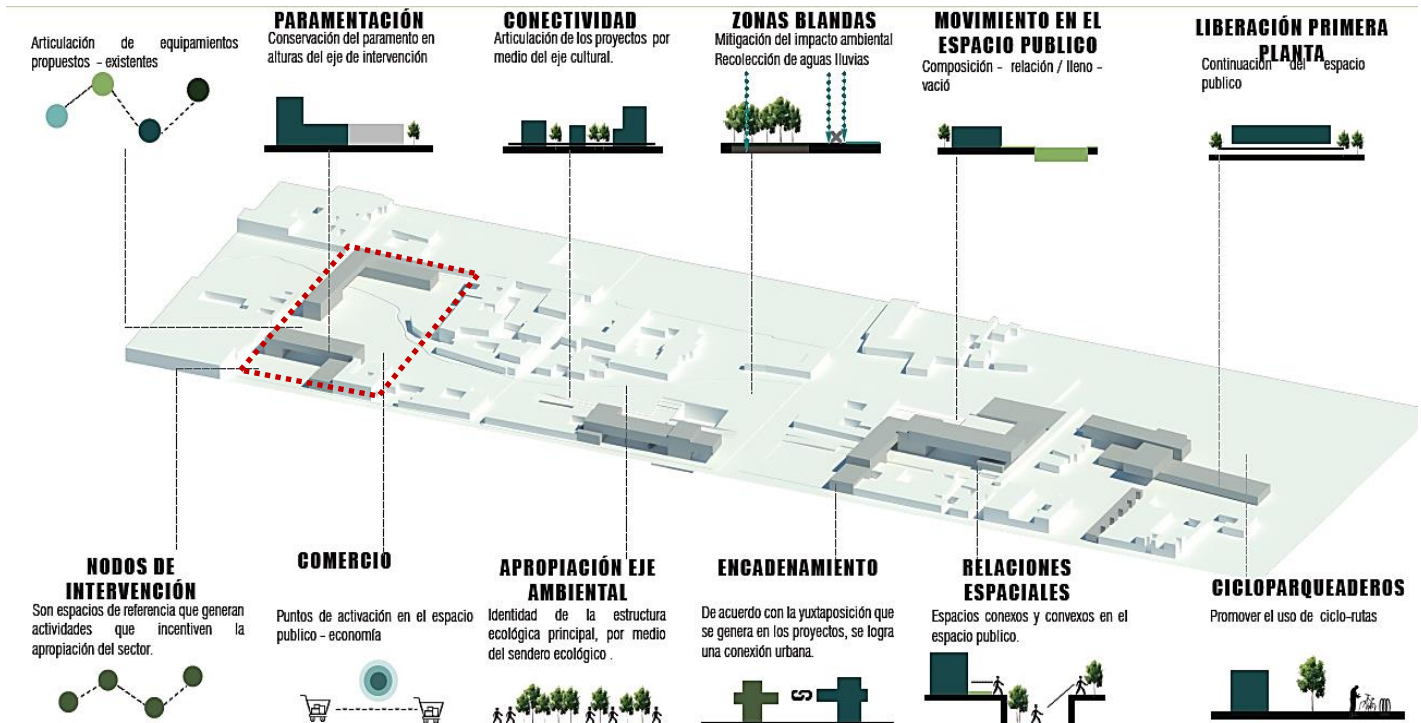 Articulación de equipamientos
propuestos - existentes
PARAMENTACIÓN
Conservación del paramento en
alturas del eje de intervención
CONECTIVIDAD
Articulación de los proyectos por
medio del eje cultural.
ZONAS BLANDAS
Mitigación del impacto ambiental
Recolección de aguas lluvias
MOVIMIENTO EN EL
ESPACIO PUBLICO
Composición - relación / lleno -
vació
LIBERACIÓN PRIMERA
PLANTA
Continuación del espacio
publico
NODOS DE
INTERVENCIÓN
Son espacios de referencia que generan
actividades que incentiven la
apropiación del sector.
COMERCIO
Puntos de activación en el espacio
publico - economía
APROPIACIÓN EJE
AMBIENTAL
Identidad de la estructura
ecológica principal, por medio
del sendero ecológico .
ENCADENAMIENTO
De acuerdo con la yuxtaposición que
se genera en los proyectos, se logra
una conexión urbana.
RELACIONES
ESPACIALES
Espacios conexos y convexos en el
espacio publico.
CICLOPARQUEADEROS
Promover el uso de ciclo-rutas